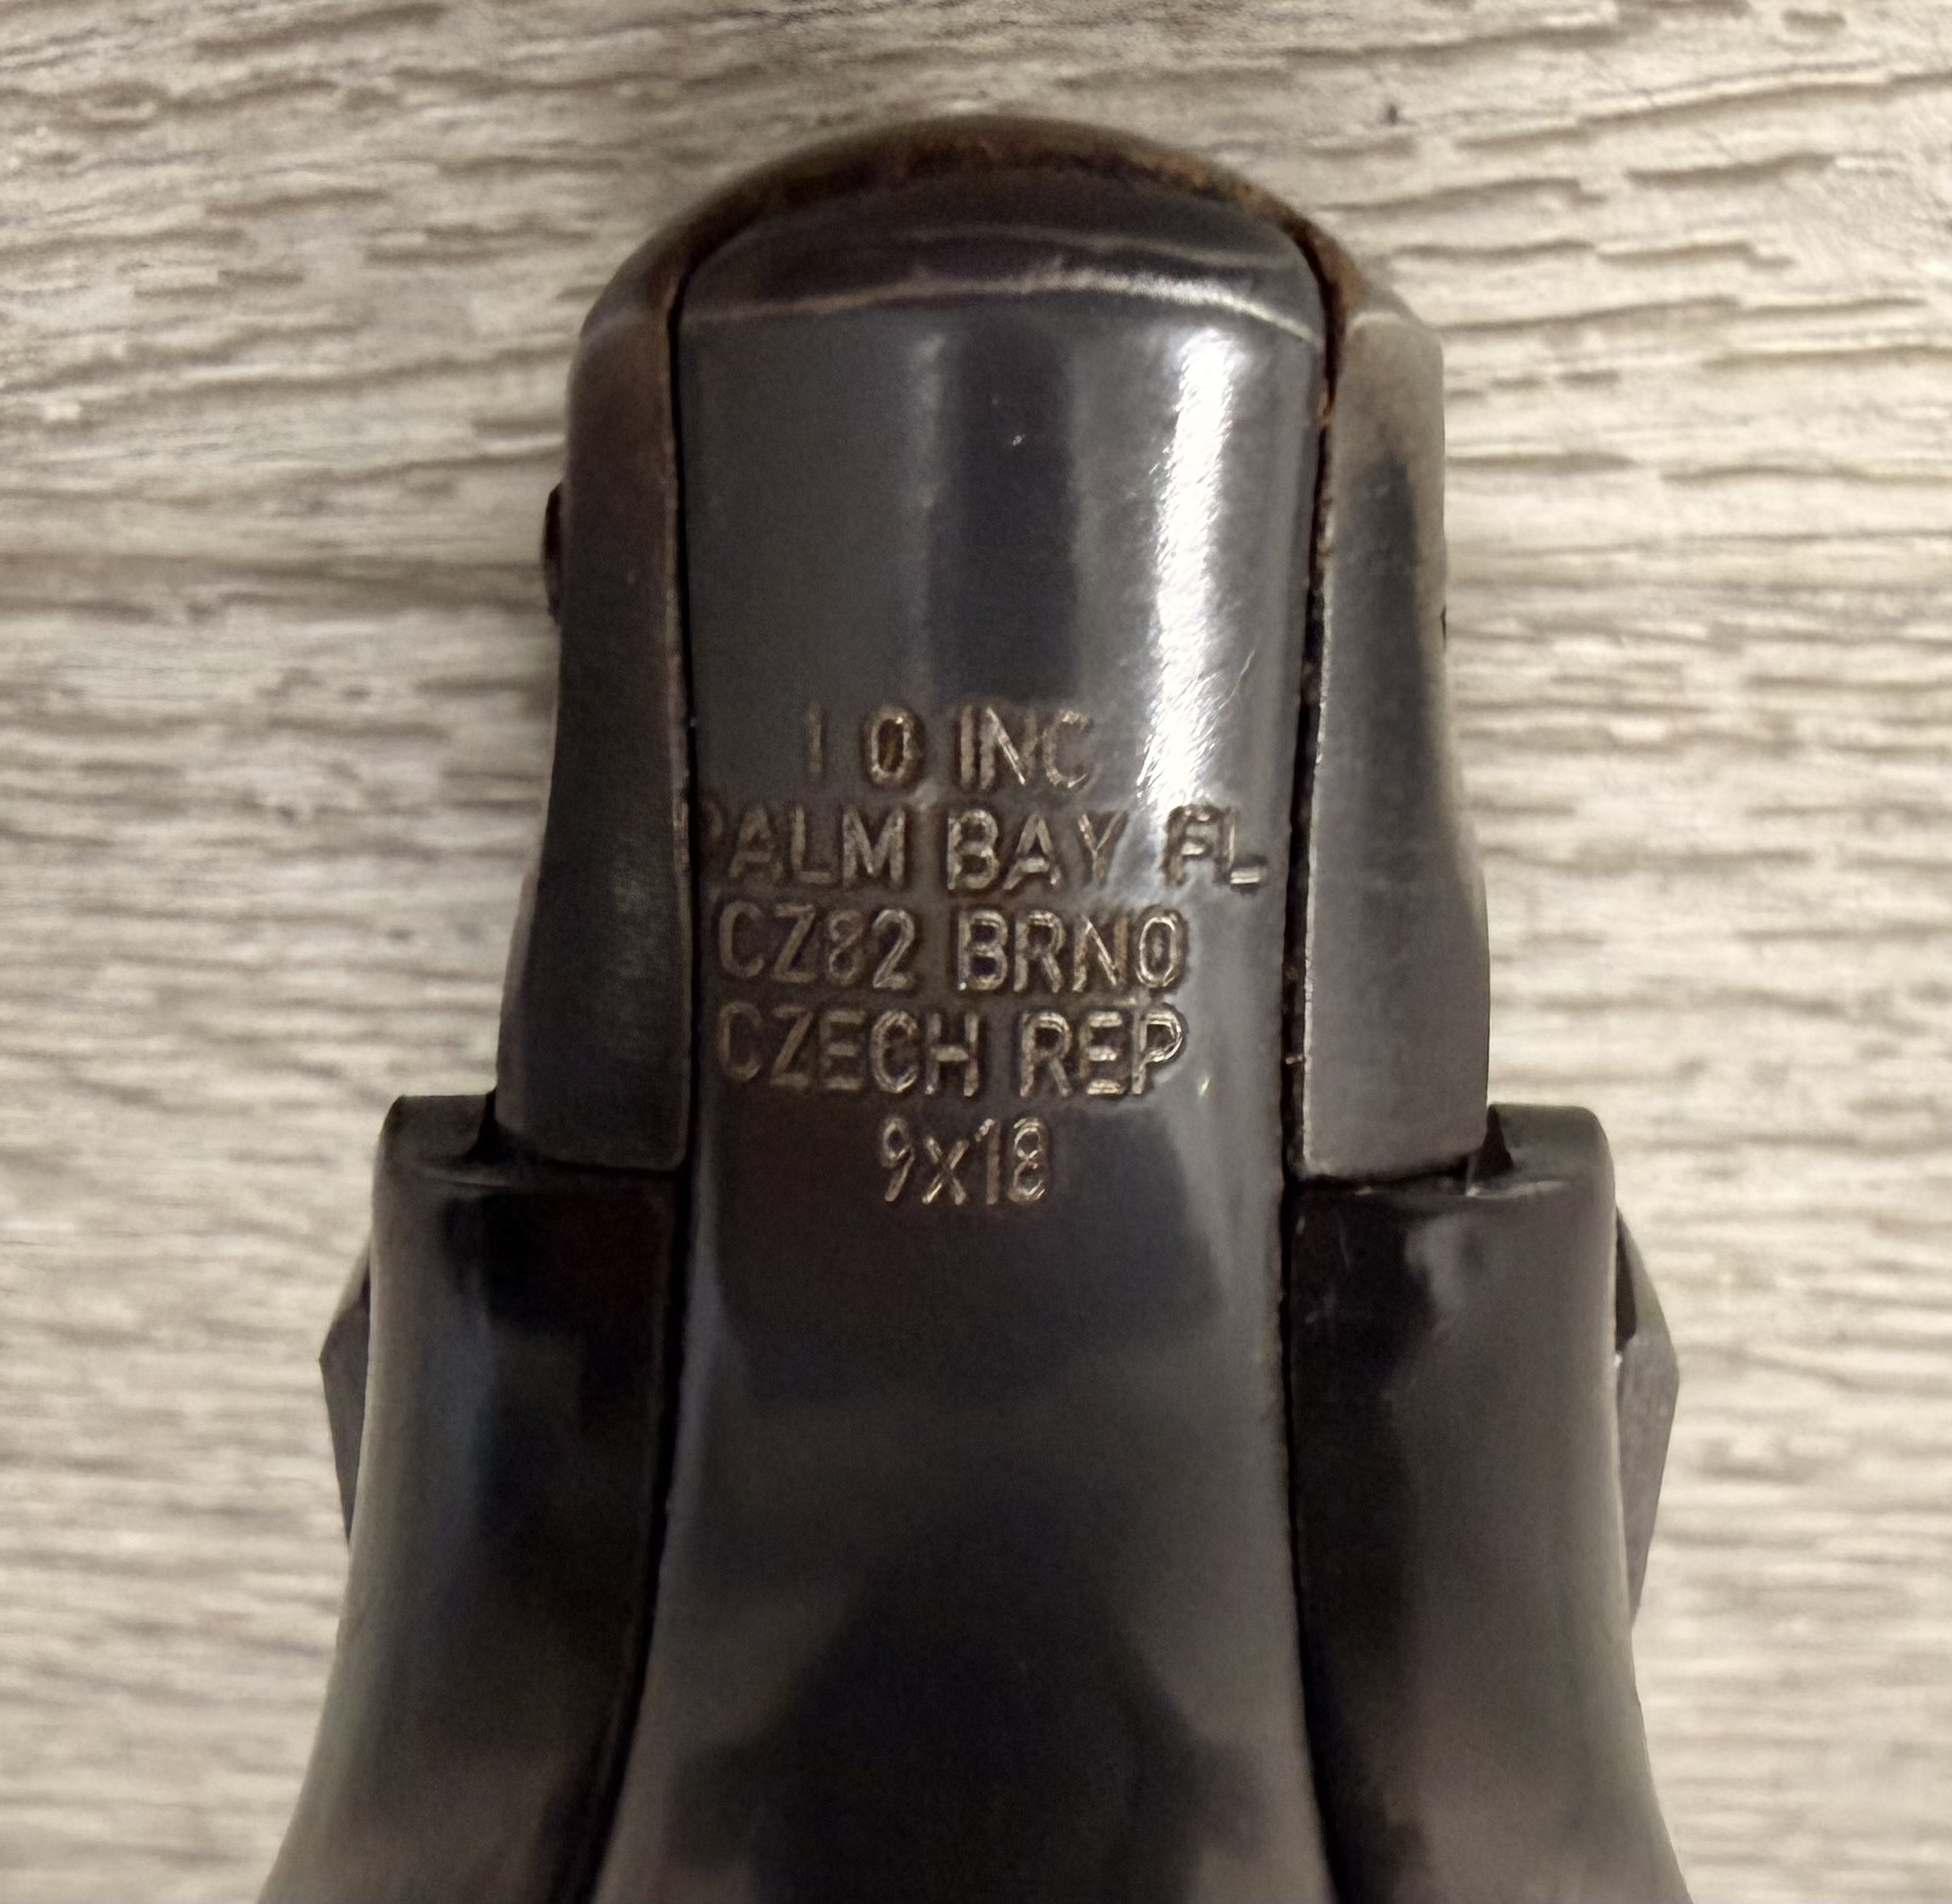 I O INC
PALM BAY FL
CZ82 BRNO
CZECH REP
9x18